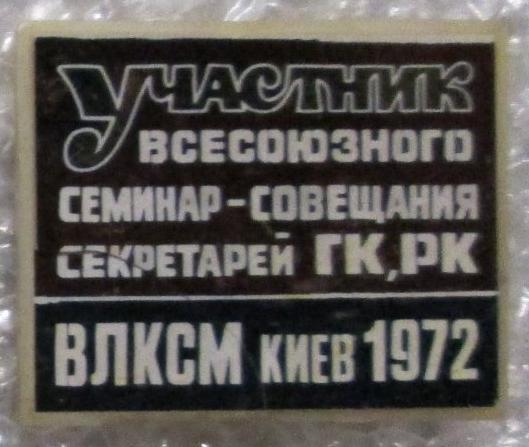 Участник
ВСЕСОЮЗНОГО
СЕМИНАР-СОВЕЩАНИЯ
СЕКРЕТАРЕЙ ГК, РК
ВЛКСМ КИЕВ 1972